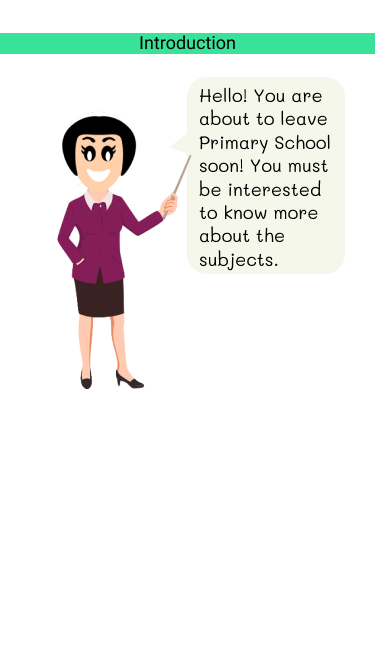 Introduction
Hello! You are
about to leave
Primary School
soon! You must
be interested
to know more
about the
subjects.